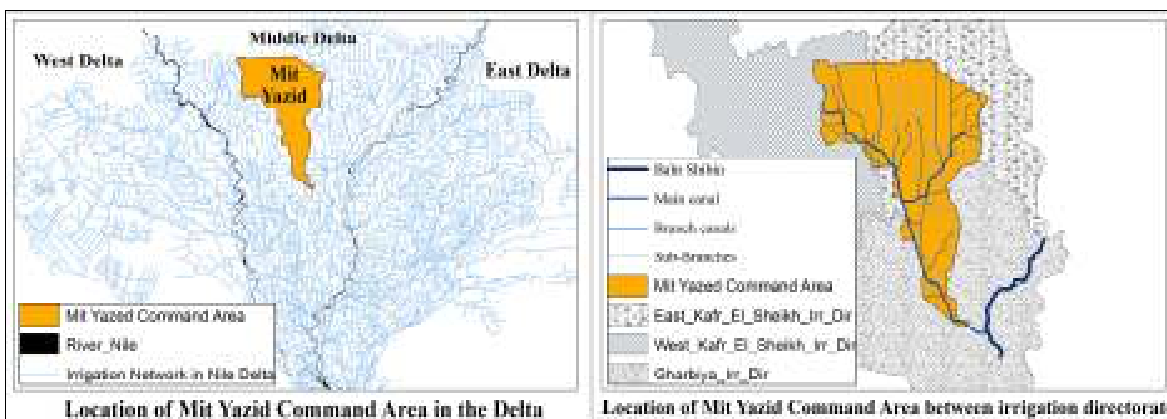 Middle Delta
West Delta
East Delta
Mit
Yazid
Mit Yazed Command Area
River_Nile
Irrigation Network in Nile Delta
Location of Mit Yazid Command Area in the Delta
Bahr Shibin
Main canal
Branch canals
Sub-Branches
Mit Yazed Command Area
East_Kafr_El_Sheikh_Irr_Dir
West_Kafr_El_Sheikh_Irr_Dir
Gharbiya_Irr_Dir
Location of Mit Yazid Command Area between irrigation directorat